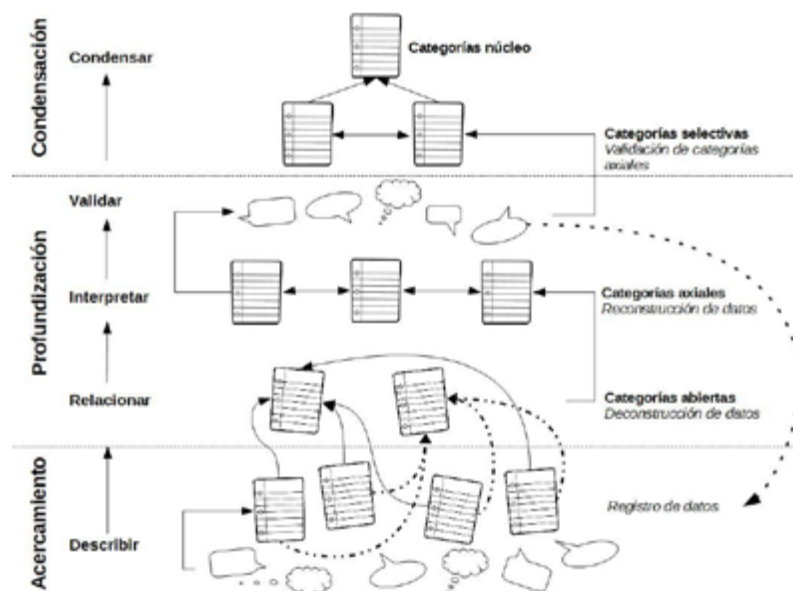 Condensación
Condensar
Categorías núcleo
Categorías selectivas
Validación de categorías
axiales
Profundización
Validar
Interpretar
Categorías axiales
Reconstrucción de datos
Relacionar
Categorías abiertas
Deconstrucción de datos
Acercamiento
Describir
Registro de datos